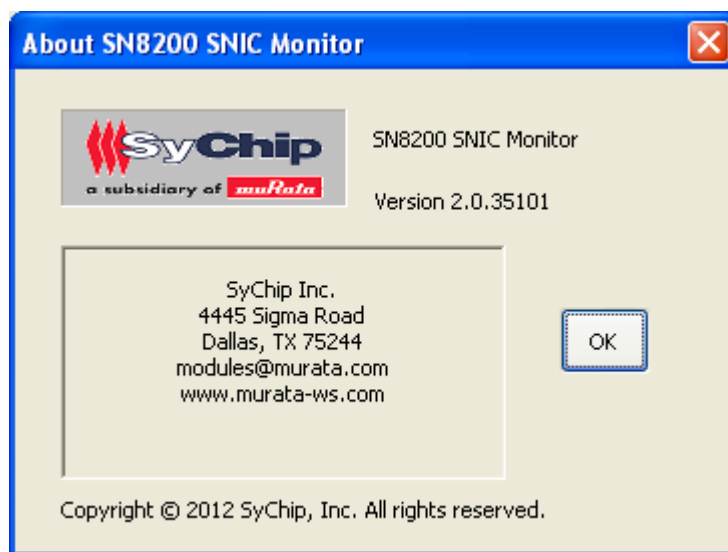 About SN8200 SNIC Monitor
SyChip
a subsidiary of muRata
SN8200 SNIC Monitor
Version 2.0.35101
SyChip Inc.
4445 Sigma Road
Dallas, TX 75244
modules@murata.com
www.murata-ws.com
OK
Copyright © 2012 SyChip, Inc. All rights reserved.